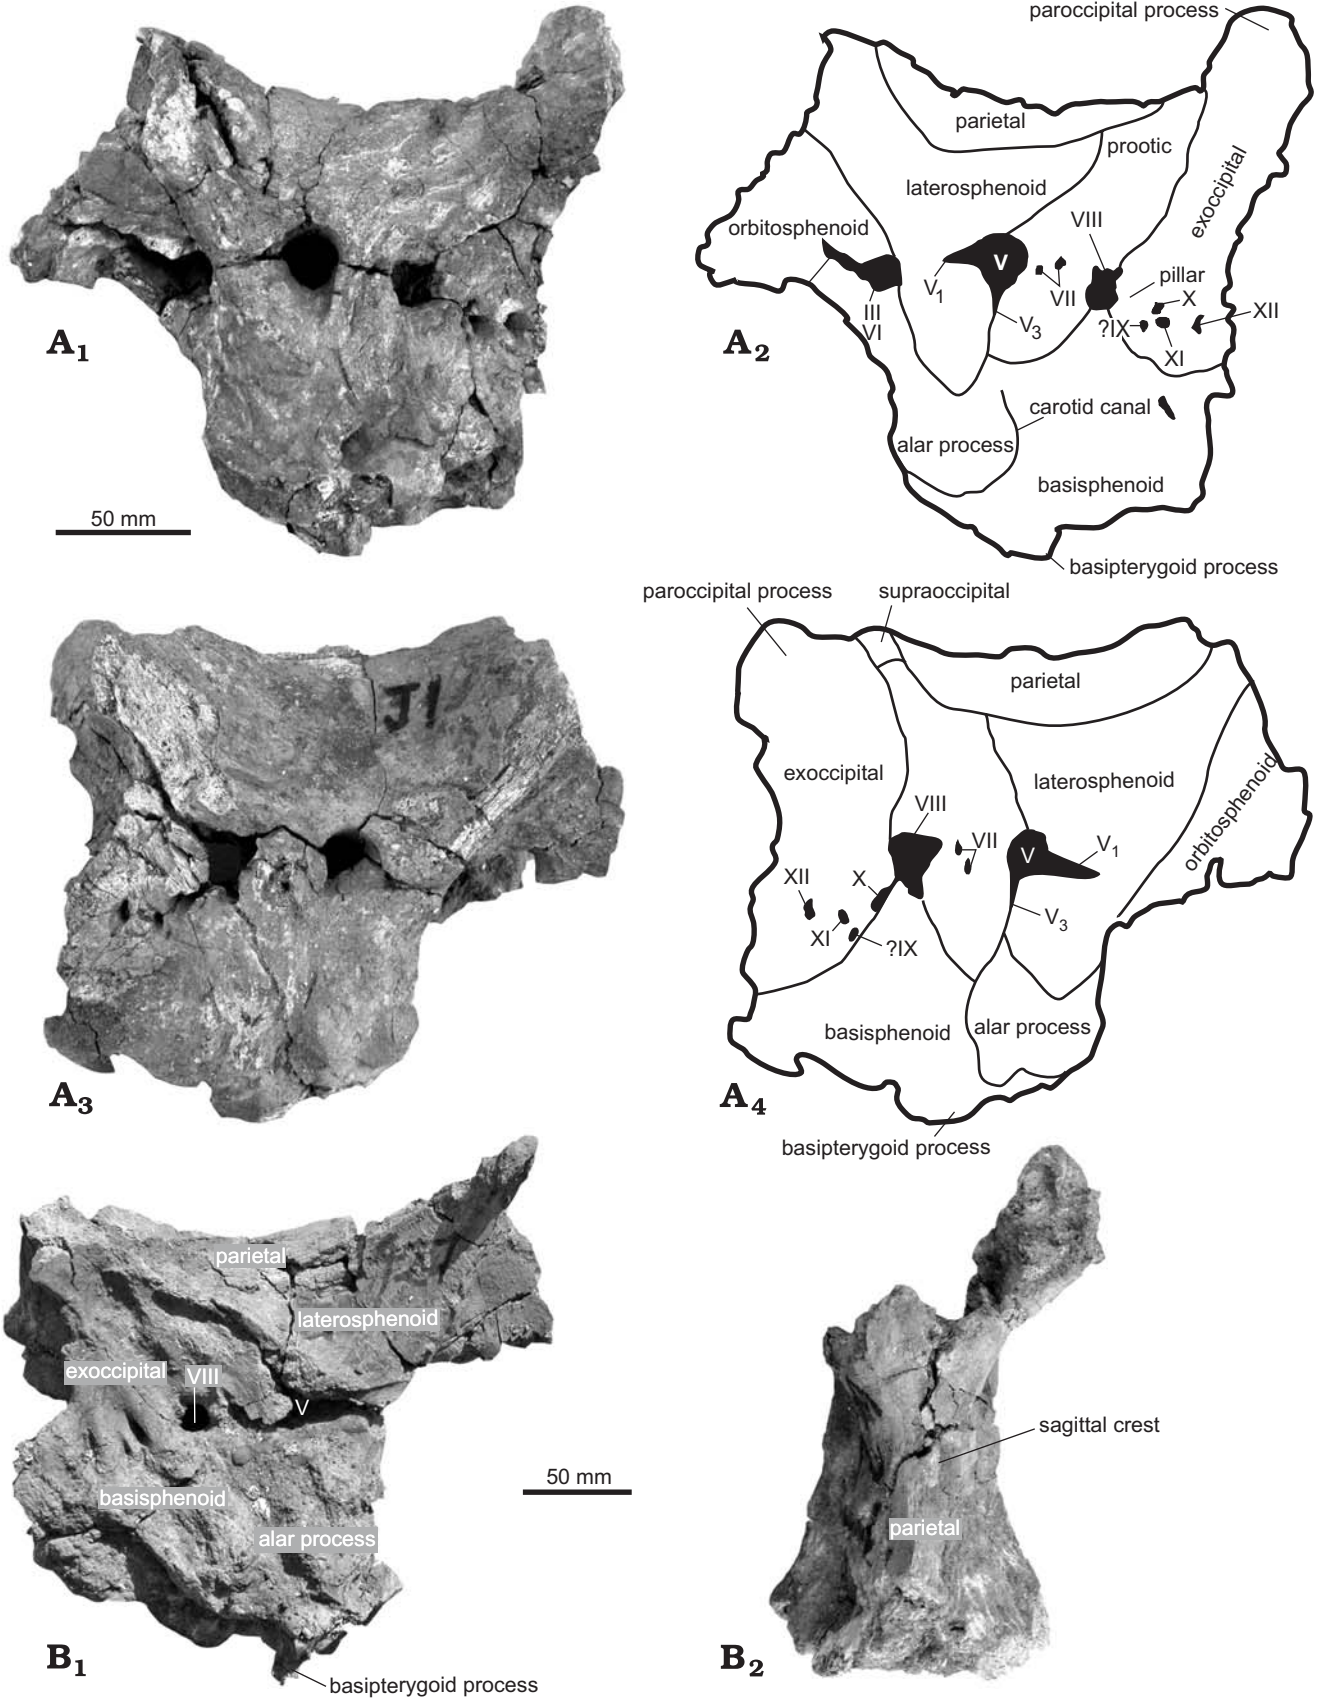 paroccipital process
parietal
prootic
laterosphenoid
exoccipital
orbitosphenoid
VIII
V
V1
III
VI
VII
pillar
X
XII
?IX
V3
XI
A1
A2
carotid canal
alar process
50 mm
basisphenoid
basipterygoid process
paroccipital process
supraoccipital
parietal
J1
exoccipital
laterosphenoid
orbitosphenoid
VIII
VII
V
V1
XII
X
V3
XI
?IX
basisphenoid
alar process
A3
A4
basipterygoid process
parietal
laterosphenoid
exoccipital
VIII
V
sagittal crest
50 mm
basisphenoid
parietal
alar process
B1
B2
basipterygoid process